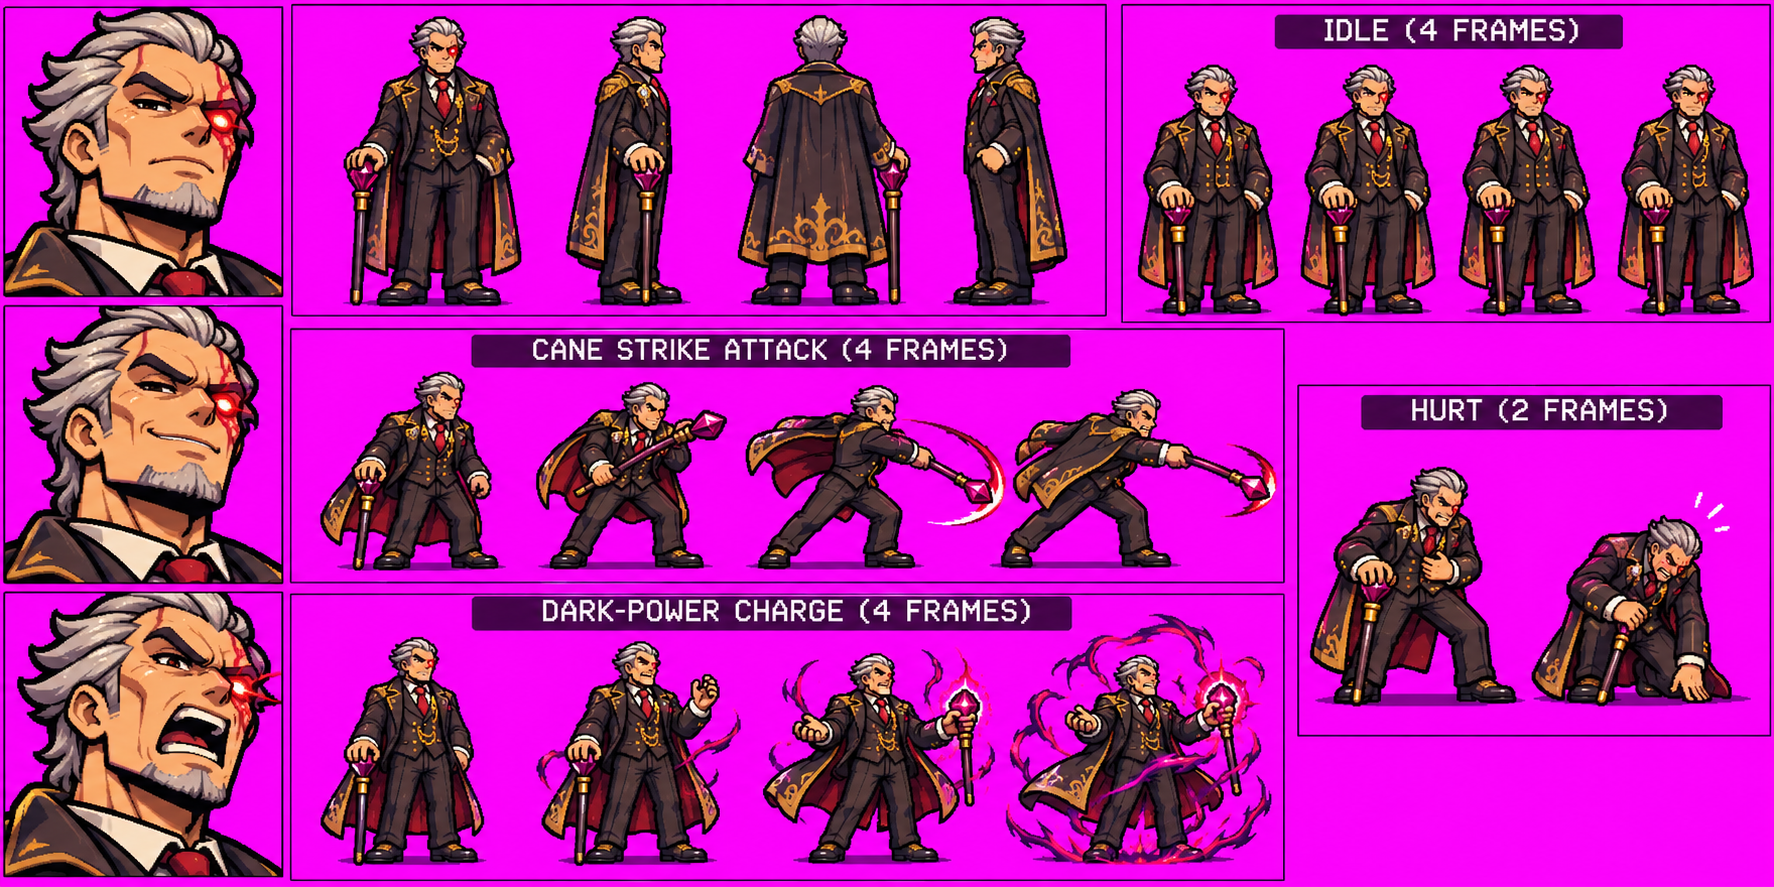 IDLE (4 FRAMES)
CANE STRIKE ATTACK (4 FRAMES)
HURT (2 FRAMES)
DARK-POWER CHARGE (4 FRAMES)